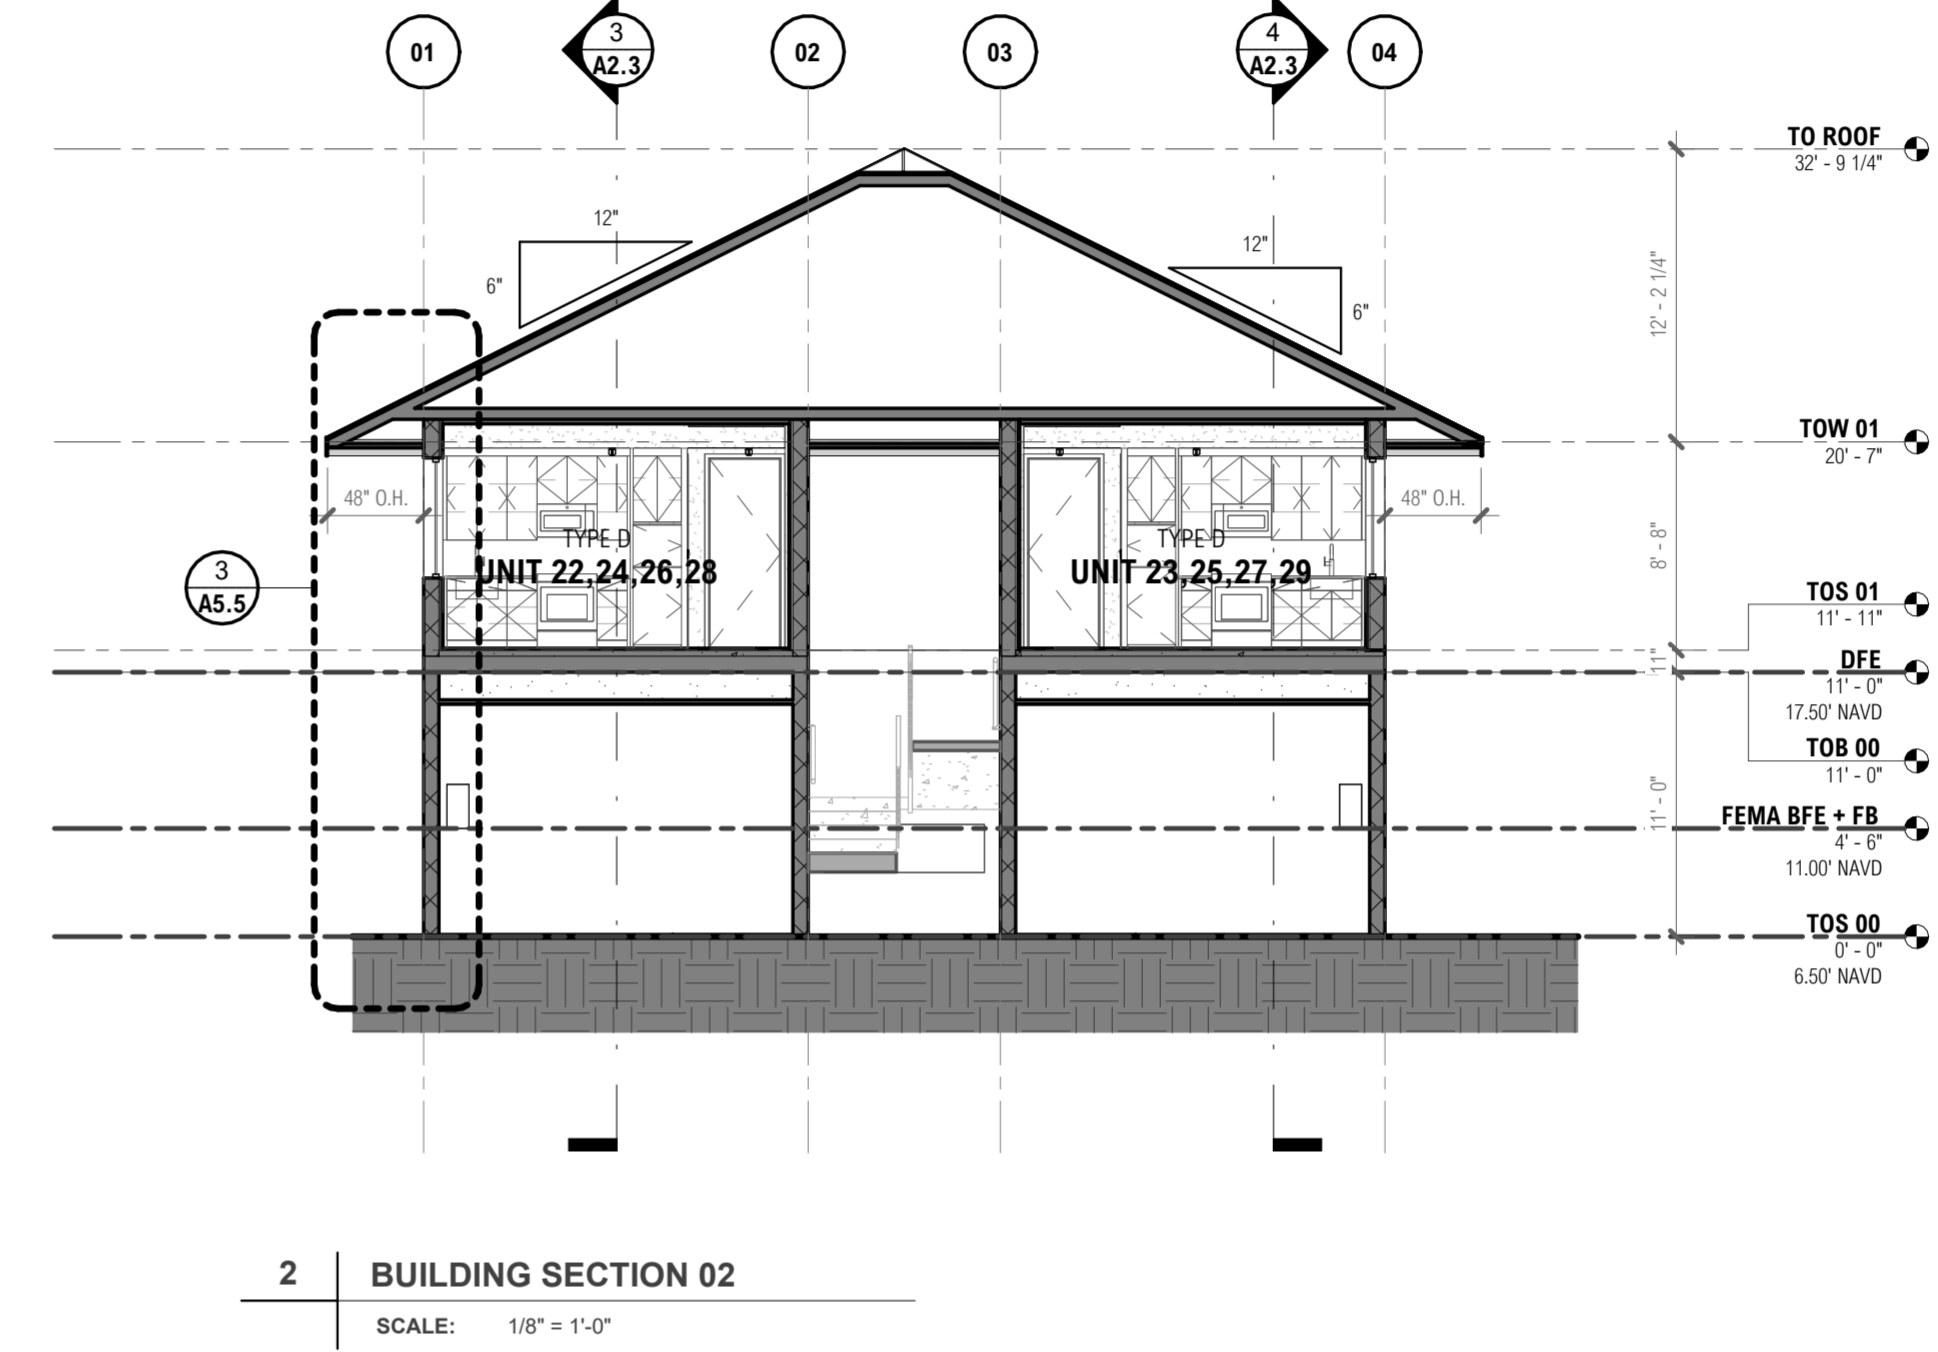 01
3
A2.3
02
03
4
A2.3
04
TO ROOF
32' - 9 1/4"
12"
6"
12"
6"
12' - 2 1/4"
TOW 01
20' - 7"
48" O.H.
48" O.H.
TYPE D
UNIT 22,24,26,28
TYPE D
UNIT 23,25,27,29
8' - 8"
3
A5.5
TOS 01
11' - 11"
11"
DFE
11' - 0"
17.50' NAVD
TOB 00
11' - 0"
11' - 0"
FEMA BFE + FB
4' - 6"
11.00' NAVD
TOS 00
0' - 0"
6.50' NAVD
2
BUILDING SECTION 02
SCALE: 1/8" = 1'-0"